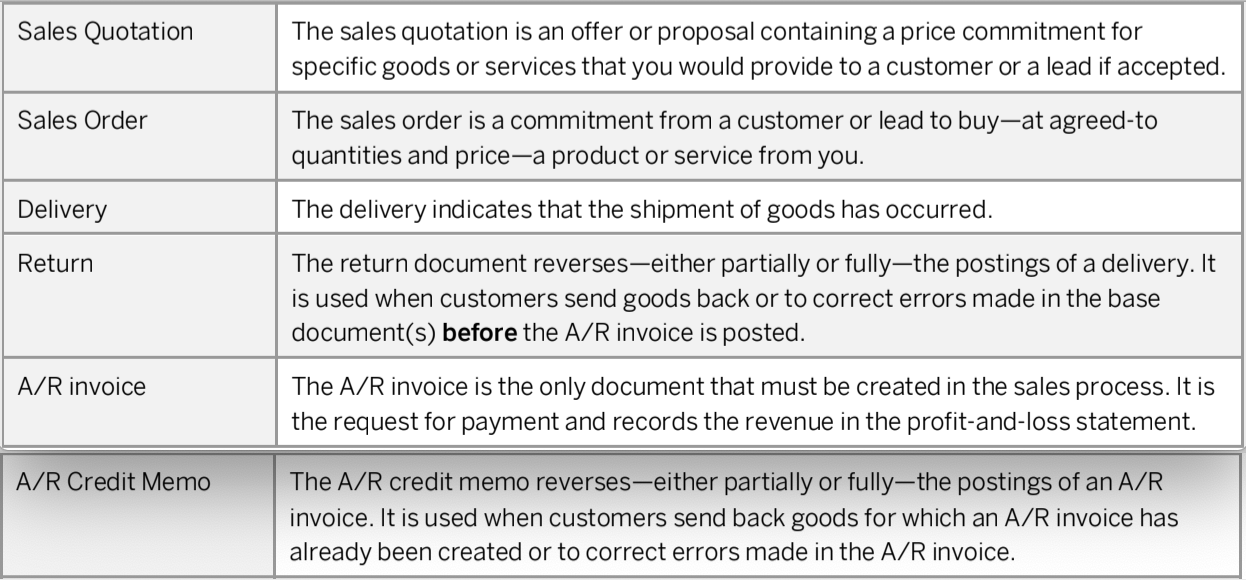 Sales Quotation
The sales quotation is an offer or proposal containing a price commitment for
specific goods or services that you would provide to a customer or a lead if accepted.
Sales Order
The sales order is a commitment from a customer or lead to buy—at agreed-to
quantities and price—a product or service from you.
Delivery
The delivery indicates that the shipment of goods has occurred.
Return
The return document reverses—either partially or fully—the postings of a delivery. It
is used when customers send goods back or to correct errors made in the base
document(s) before the A/R invoice is posted.
A/R invoice
The A/R invoice is the only document that must be created in the sales process. It is
the request for payment and records the revenue in the profit-and-loss statement.
A/R Credit Memo
The A/R credit memo reverses—either partially or fully—the postings of an A/R
invoice. It is used when customers send back goods for which an A/R invoice has
already been created or to correct errors made in the A/R invoice.